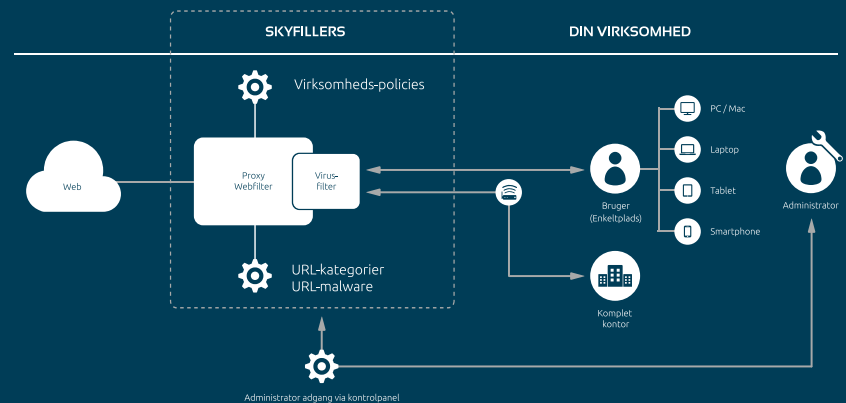 SKYFILLERS
DIN VIRKSOMHED
Virksomheds-policies
Web
Proxy
Webfilter
Virus-
filter
URL-kategorier
URL-malware
Bruger
(Enkeltplads)
PC / Mac
Laptop
Tablet
Smartphone
Administrator
Komplet
kontor
Administrator adgang via kontrolpanel